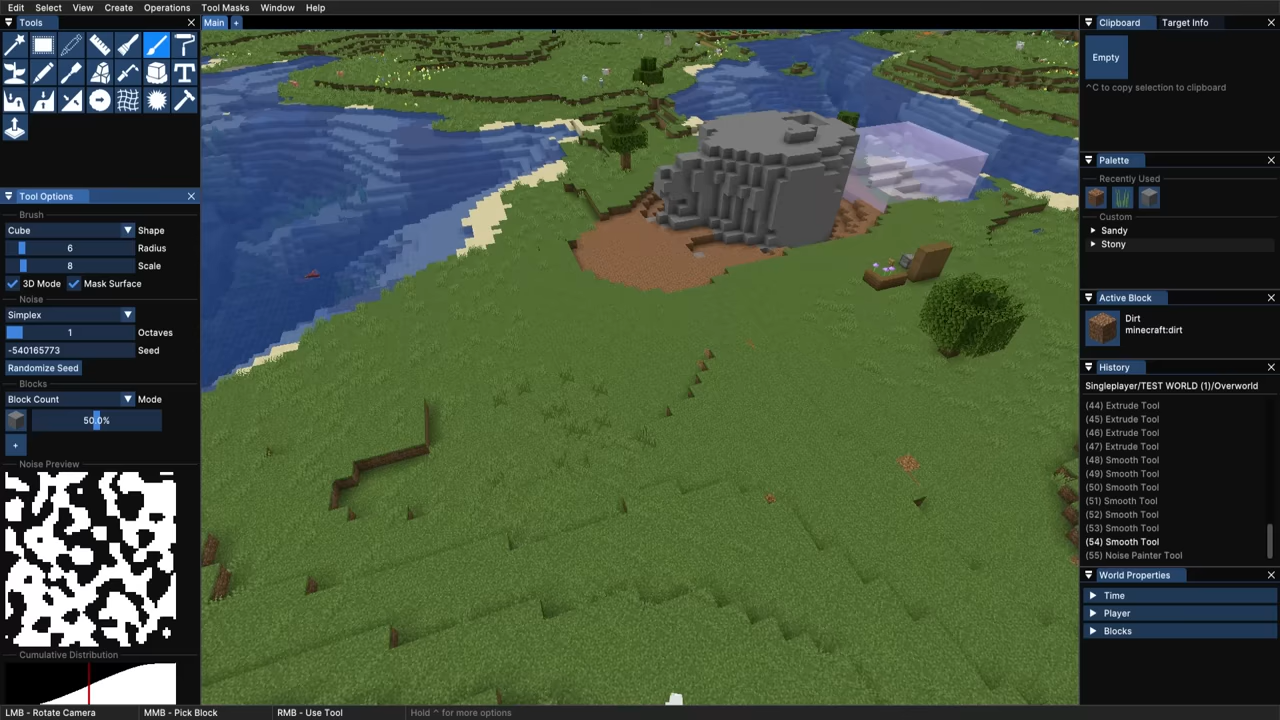 Edit Select View Create Operations Tool Masks Window Help
Tools
Main +
Clipboard Target Info
Empty
^C to copy selection to clipboard
Palette
Recently Used
Custom
Sandy
Stony
Tool Options
Brush
Cube Shape
6 Radius
8 Scale
3D Mode Mask Surface
Noise
Simplex
1 Octaves
-540165773 Seed
Randomize Seed
Blocks
Block Count Mode
50.0%
+
Noise Preview
Cumulative Distribution
Active Block
Dirt
minecraft:dirt
History
Singleplayer/TEST WORLD (1)/Overworld
(44) Extrude Tool
(45) Extrude Tool
(46) Extrude Tool
(47) Extrude Tool
(48) Smooth Tool
(49) Smooth Tool
(50) Smooth Tool
(51) Smooth Tool
(52) Smooth Tool
(53) Smooth Tool
(54) Smooth Tool
(55) Noise Painter Tool
World Properties
Time
Player
Blocks
LMB - Rotate Camera MMB - Pick Block RMB - Use Tool Hold ^ for more options